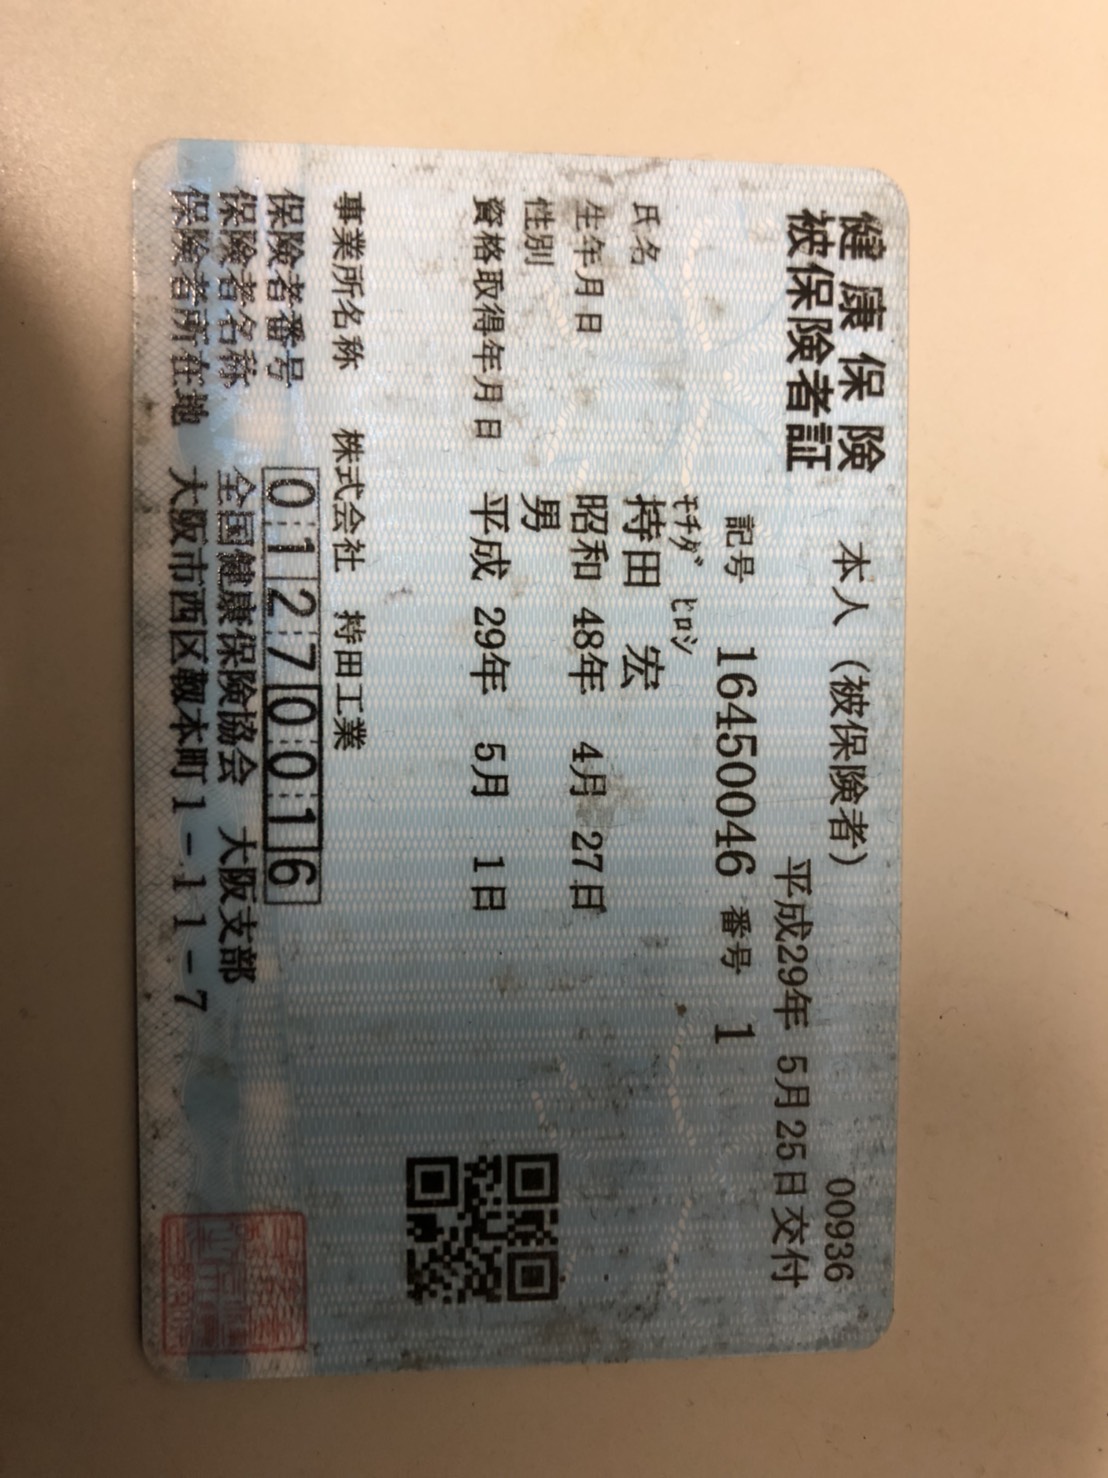 健康保険
被保険者証
本人（被保険者）
00936
平成29年 5月25日交付
記号 16450046 番号 1
ﾓﾁﾀﾞ ﾋﾛｼ
氏名 持田 宏
生年月日 昭和 48年 4月 27日
性別 男
資格取得年月日 平成 29年 5月 1日
事業所名称 株式会社 持田工業
保険者番号 01270016
保険者名称 全国健康保険協会 大阪支部
保険者所在地 大阪市西区靱本町1-11-7